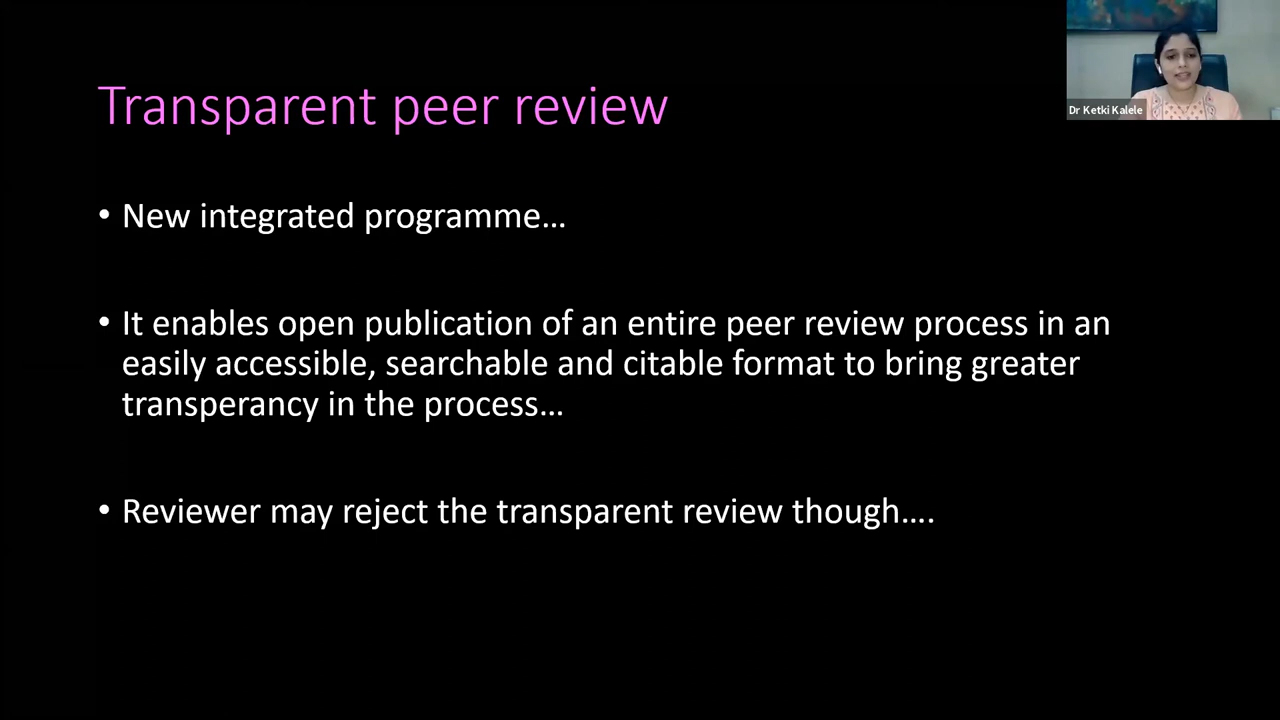 Transparent peer review
Dr Ketki Kalele
• New integrated programme…
• It enables open publication of an entire peer review process in an
easily accessible, searchable and citable format to bring greater
transperancy in the process…
• Reviewer may reject the transparent review though….